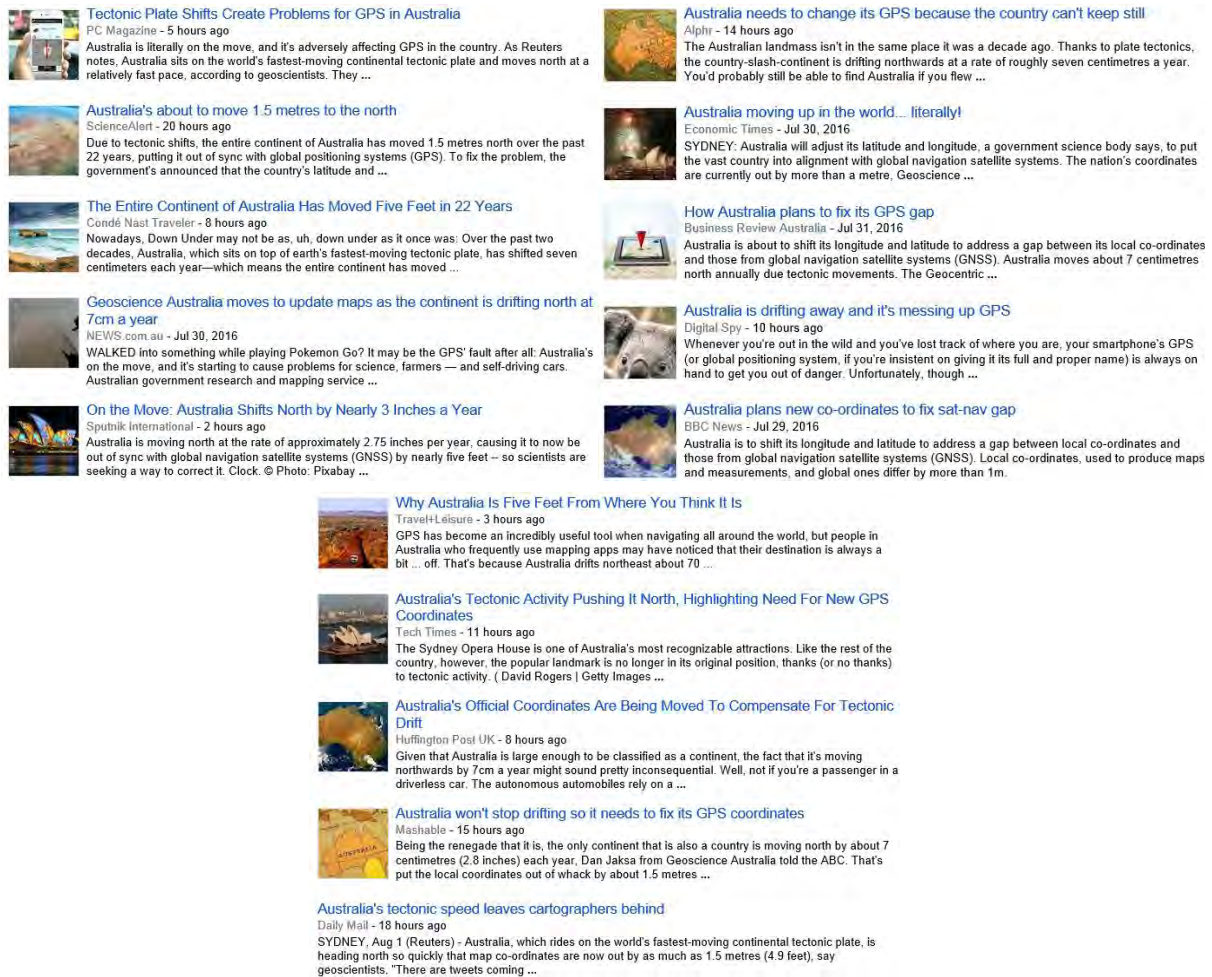 Tectonic Plate Shifts Create Problems for GPS in Australia
PC Magazine - 5 hours ago
Australia is literally on the move, and it's adversely affecting GPS in the country. As Reuters
notes, Australia sits on the world's fastest-moving continental tectonic plate and moves north at a
relatively fast pace, according to geoscientists. They ...
Australia's about to move 1.5 metres to the north
ScienceAlert - 20 hours ago
Due to tectonic shifts, the entire continent of Australia has moved 1.5 metres north over the past
22 years, putting it out of sync with global positioning systems (GPS). To fix the problem, the
government's announced that the country's latitude and ...
The Entire Continent of Australia Has Moved Five Feet in 22 Years
Condé Nast Traveler - 8 hours ago
Nowadays, Down Under may not be as, uh, down under as it once was: Over the past two
decades, Australia, which sits on top of earth's fastest-moving tectonic plate, has shifted seven
centimeters each year—which means the entire continent has moved ...
Geoscience Australia moves to update maps as the continent is drifting north at
7cm a year
NEWS.com.au - Jul 30, 2016
WALKED into something while playing Pokemon Go? It may be the GPS' fault after all: Australia's
on the move, and it's starting to cause problems for science, farmers — and self-driving cars.
Australian government research and mapping service ...
On the Move: Australia Shifts North by Nearly 3 Inches a Year
Sputnik International - 2 hours ago
Australia is moving north at the rate of approximately 2.75 inches per year, causing it to now be
out of sync with global navigation satellite systems (GNSS) by nearly five feet -- so scientists are
seeking a way to correct it. Clock. © Photo: Pixabay ...
Australia needs to change its GPS because the country can't keep still
Alphr - 14 hours ago
The Australian landmass isn't in the same place it was a decade ago. Thanks to plate tectonics,
the country-slash-continent is drifting northwards at a rate of roughly seven centimetres a year.
You'd probably still be able to find Australia if you flew ...
Australia moving up in the world... literally!
Economic Times - Jul 30, 2016
SYDNEY: Australia will adjust its latitude and longitude, a government science body says, to put
the vast country into alignment with global navigation satellite systems. The nation's coordinates
are currently out by more than a metre, Geoscience ...
How Australia plans to fix its GPS gap
Business Review Australia - Jul 31, 2016
Australia is about to shift its longitude and latitude to address a gap between its local co-ordinates
and those from global navigation satellite systems (GNSS). Australia moves about 7 centimetres
north annually due tectonic movements. The Geocentric ...
Australia is drifting away and it's messing up GPS
Digital Spy - 10 hours ago
Whenever you're out in the wild and you've lost track of where you are, your smartphone's GPS
(or global positioning system, if you're insistent on giving it its full and proper name) is always on
hand to get you out of danger. Unfortunately, though ...
Australia plans new co-ordinates to fix sat-nav gap
BBC News - Jul 29, 2016
Australia is to shift its longitude and latitude to address a gap between local co-ordinates and
those from global navigation satellite systems (GNSS). Local co-ordinates, used to produce maps
and measurements, and global ones differ by more than 1m.
Why Australia Is Five Feet From Where You Think It Is
Travel+Leisure - 3 hours ago
GPS has become an incredibly useful tool when navigating all around the world, but people in
Australia who frequently use mapping apps may have noticed that their destination is always a
bit ... off. That's because Australia drifts northeast about 70 ...
Australia's Tectonic Activity Pushing It North, Highlighting Need For New GPS
Coordinates
Tech Times - 11 hours ago
The Sydney Opera House is one of Australia's most recognizable attractions. Like the rest of the
country, however, the popular landmark is no longer in its original position, thanks (or no thanks)
to tectonic activity. ( David Rogers | Getty Images ...
Australia's Official Coordinates Are Being Moved To Compensate For Tectonic
Drift
Huffington Post UK - 8 hours ago
Given that Australia is large enough to be classified as a continent, the fact that it's moving
northwards by 7cm a year might sound pretty inconsequential. Well, not if you're a passenger in a
driverless car. The autonomous automobiles rely on a ...
Australia won't stop drifting so it needs to fix its GPS coordinates
Mashable - 15 hours ago
Being the renegade that it is, the only continent that is also a country is moving north by about 7
centimetres (2.8 inches) each year, Dan Jaksa from Geoscience Australia told the ABC. That's
put the local coordinates out of whack by about 1.5 metres ...
AUSTRALIA
Australia's tectonic speed leaves cartographers behind
Daily Mail - 18 hours ago
SYDNEY, Aug 1 (Reuters) - Australia, which rides on the world's fastest-moving continental tectonic plate, is
heading north so quickly that map co-ordinates are now out by as much as 1.5 metres (4.9 feet), say
geoscientists. "There are tweets coming ...